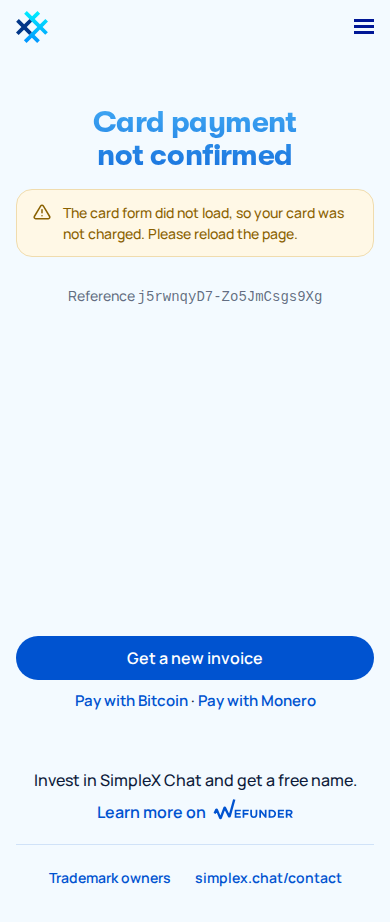 Card payment
not confirmed
The card form did not load, so your card was
not charged. Please reload the page.
Reference j5rwnqyD7-Zo5JmCsgs9Xg
Get a new invoice
Pay with Bitcoin · Pay with Monero
Invest in SimpleX Chat and get a free name.
Learn more on WEFUNDER
Trademark owners simplex.chat/contact